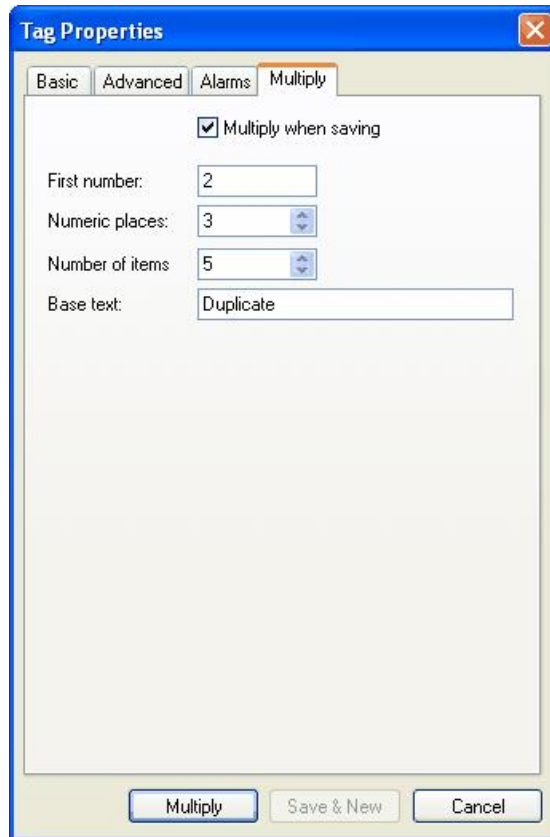 Tag Properties
Basic Advanced Alarms Multiply
Multiply when saving
First number: 2
Numeric places: 3
Number of items 5
Base text: Duplicate
Multiply Save & New Cancel